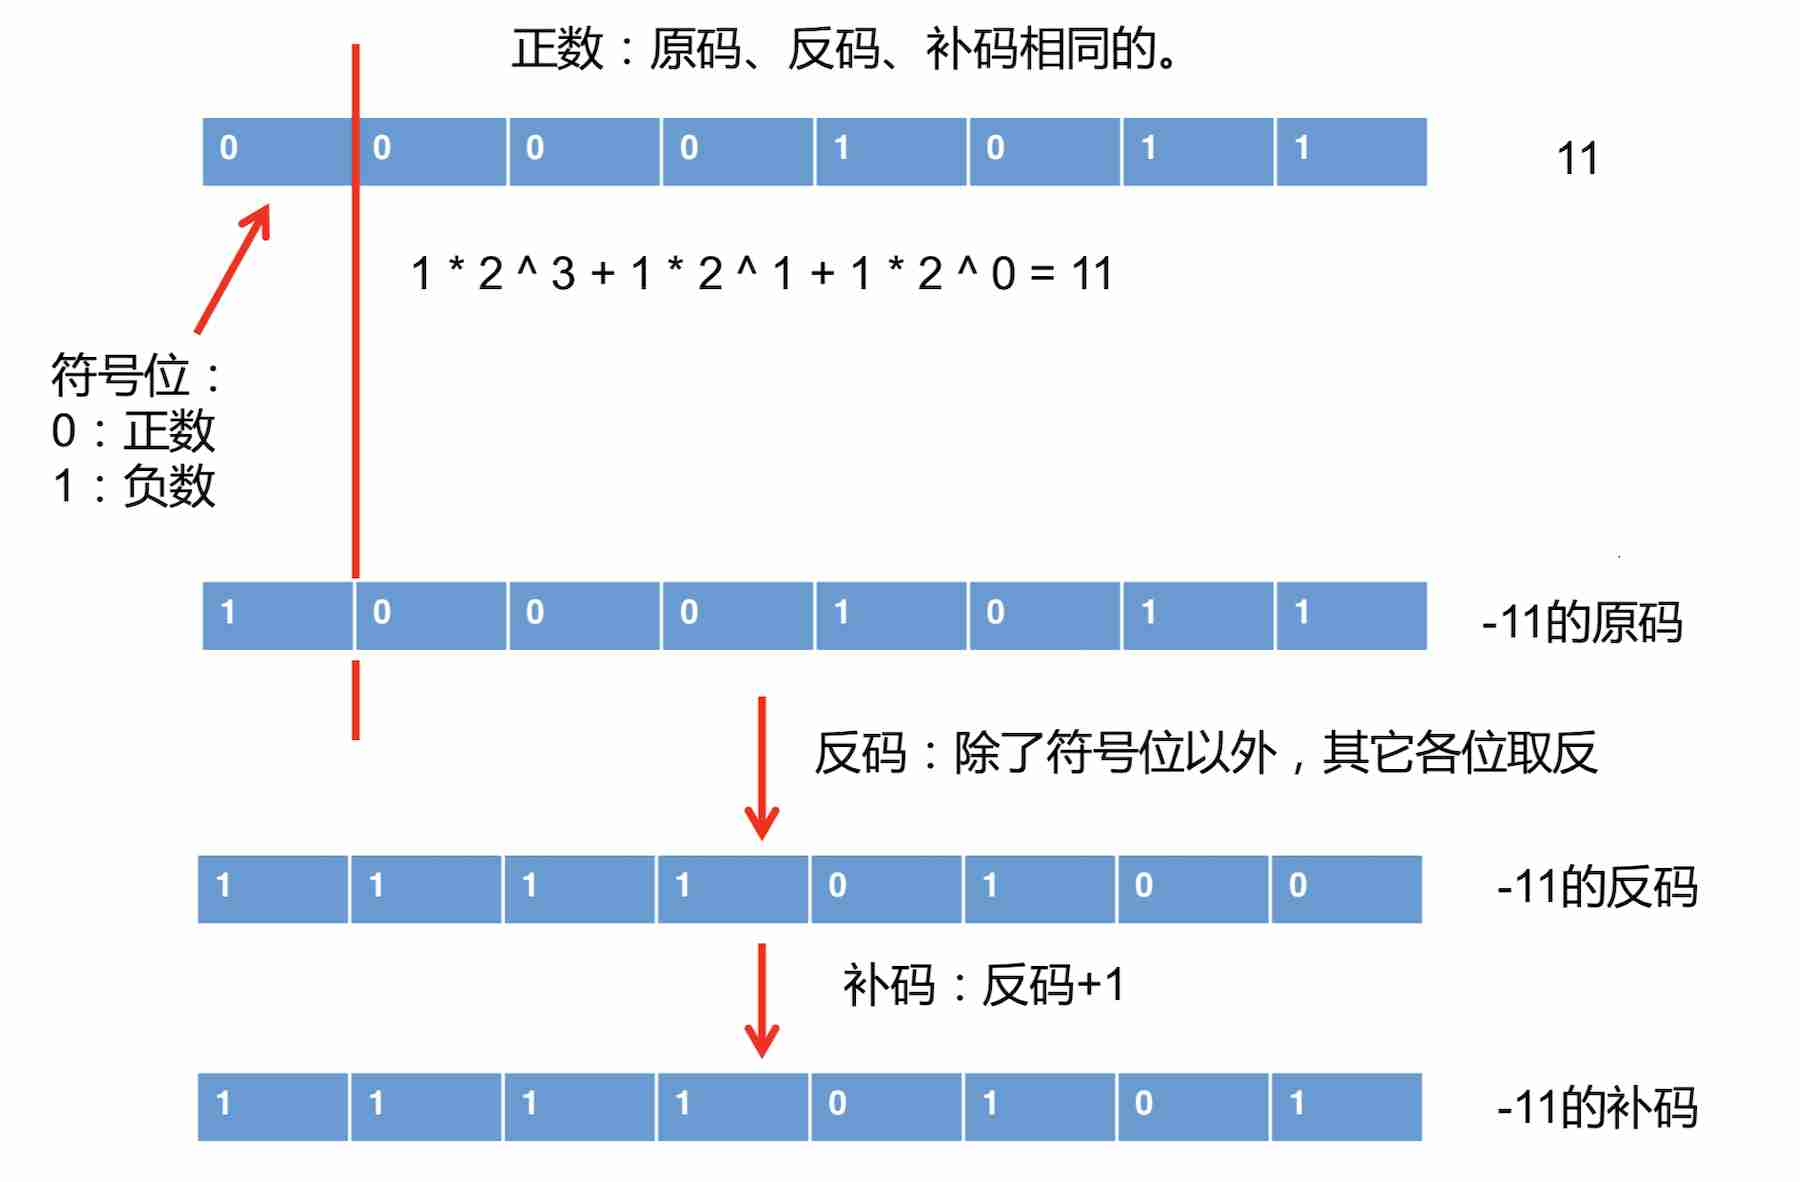 正数：原码、反码、补码相同的。
0 0 0 0 1 0 1 1 11
1 * 2 ^ 3 + 1 * 2 ^ 1 + 1 * 2 ^ 0 = 11
符号位：
0：正数
1：负数
1 0 0 0 1 0 1 1 -11的原码
反码：除了符号位以外，其它各位取反
1 1 1 1 0 1 0 0 -11的反码
补码：反码+1
1 1 1 1 0 1 0 1 -11的补码